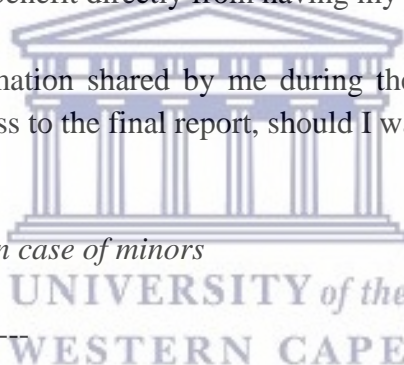 benefit directly from having my
mation shared by me during the
ss to the final report, should I wa
n case of minors
UNIVERSITY of the
---
WESTERN CAPE